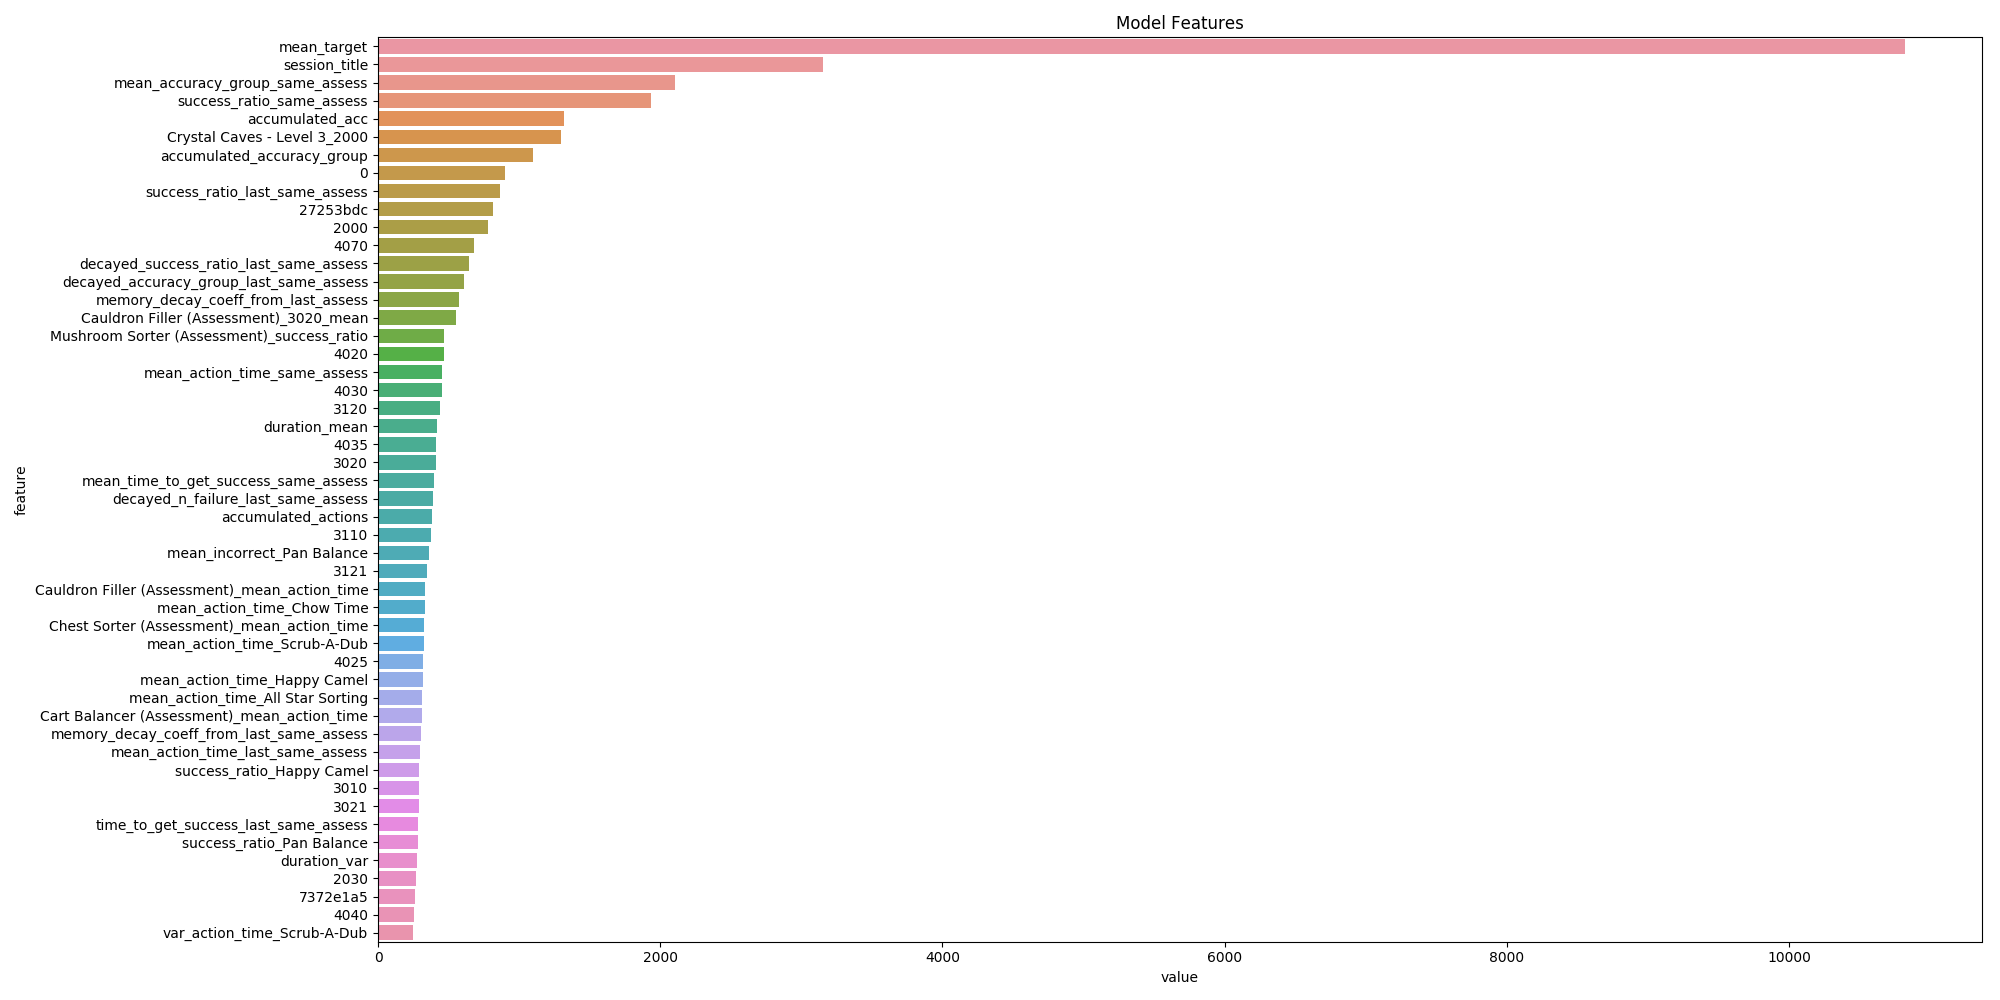 Model Features
mean_target
session_title
mean_accuracy_group_same_assess
success_ratio_same_assess
accumulated_acc
Crystal Caves - Level 3_2000
accumulated_accuracy_group
0
success_ratio_last_same_assess
27253bdc
2000
4070
decayed_success_ratio_last_same_assess
decayed_accuracy_group_last_same_assess
memory_decay_coeff_from_last_assess
Cauldron Filler (Assessment)_3020_mean
Mushroom Sorter (Assessment)_success_ratio
4020
mean_action_time_same_assess
4030
3120
duration_mean
4035
3020
mean_time_to_get_success_same_assess
decayed_n_failure_last_same_assess
accumulated_actions
3110
mean_incorrect_Pan Balance
3121
Cauldron Filler (Assessment)_mean_action_time
mean_action_time_Chow Time
Chest Sorter (Assessment)_mean_action_time
mean_action_time_Scrub-A-Dub
4025
mean_action_time_Happy Camel
mean_action_time_All Star Sorting
Cart Balancer (Assessment)_mean_action_time
memory_decay_coeff_from_last_same_assess
mean_action_time_last_same_assess
success_ratio_Happy Camel
3010
3021
time_to_get_success_last_same_assess
success_ratio_Pan Balance
duration_var
2030
7372e1a5
4040
var_action_time_Scrub-A-Dub
feature
0 2000 4000 6000 8000 10000
value